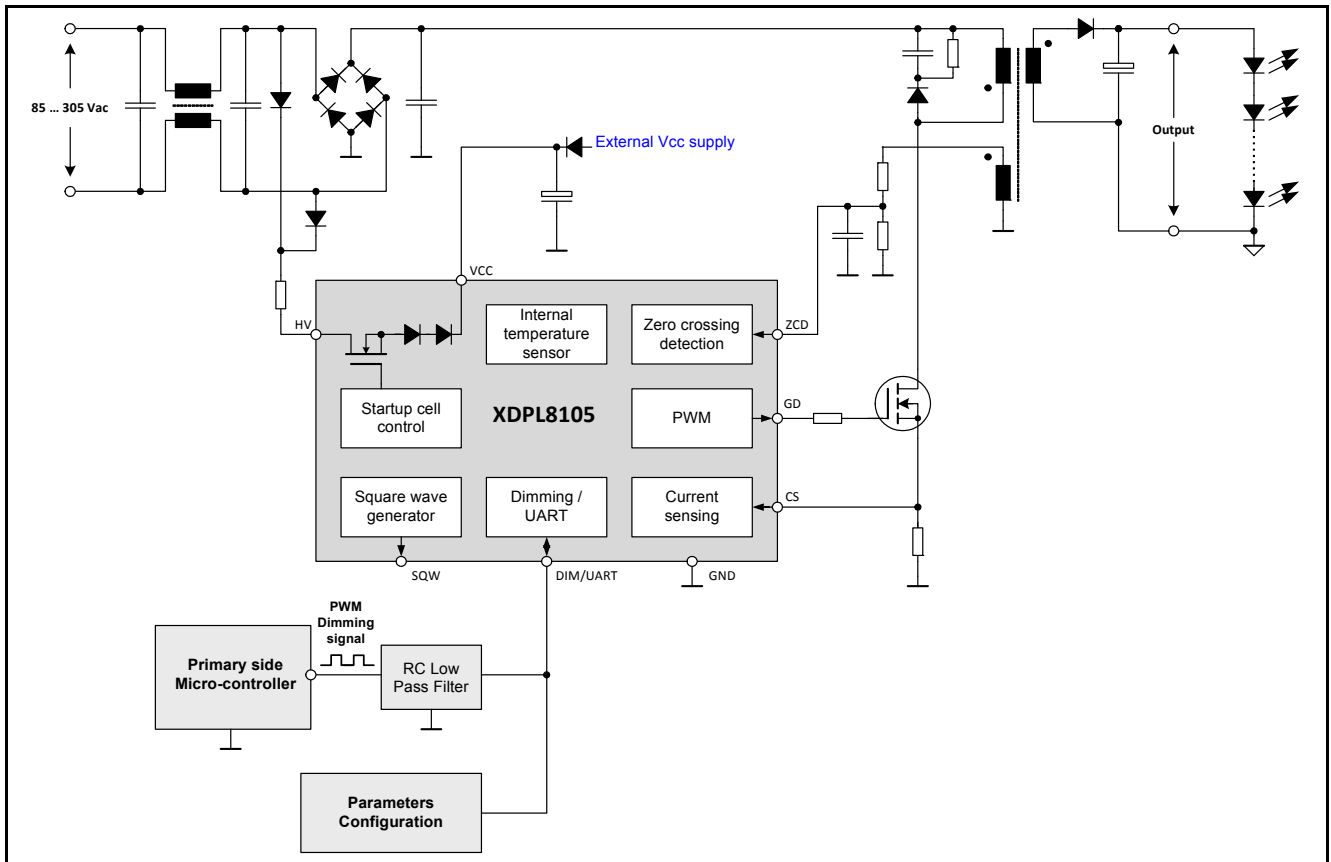 85 ... 305 Vac
External Vcc supply
Output
VCC
HV
Internal
temperature
sensor
Zero crossing
detection
ZCD
Startup cell
control
XDPL8105
PWM
GD
Square wave
generator
Dimming /
UART
Current
sensing
CS
SQW
DIM/UART
GND
PWM
Dimming
signal
Primary side
Micro-controller
RC Low
Pass Filter
Parameters
Configuration